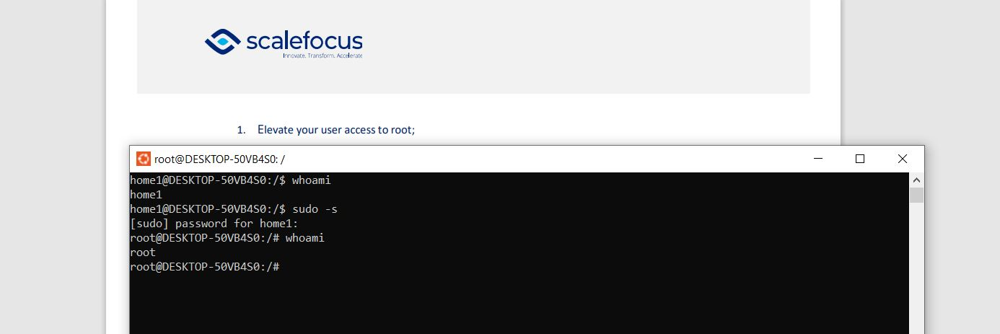 scalefocus
Innovate. Transform. Accelerate
1. Elevate your user access to root;
root@DESKTOP-50VB4S0: /
home1@DESKTOP-50VB4S0:/$ whoami
home1
home1@DESKTOP-50VB4S0:/$ sudo -s
[sudo] password for home1:
root@DESKTOP-50VB4S0:/# whoami
root
root@DESKTOP-50VB4S0:/#